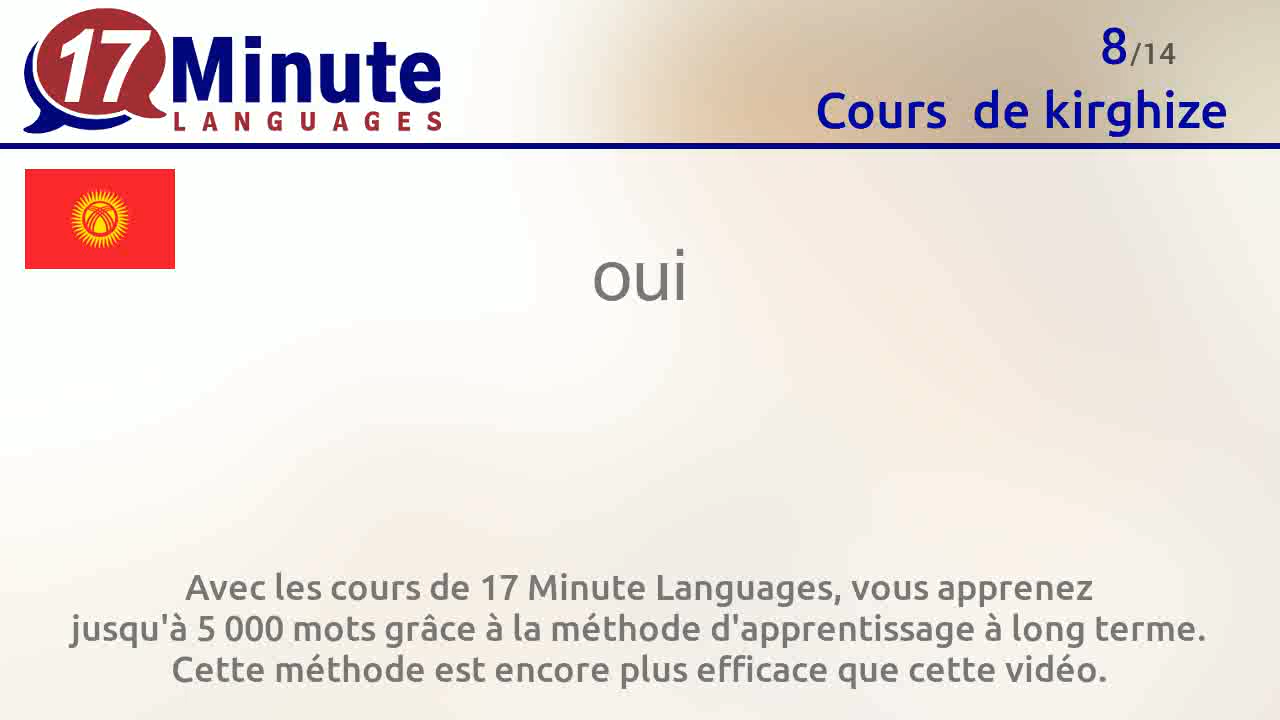 17 Minute
LANGUAGES
8/14
Cours de kirghize
oui
Avec les cours de 17 Minute Languages, vous apprenez
jusqu'à 5 000 mots grâce à la méthode d'apprentissage à long terme.
Cette méthode est encore plus efficace que cette vidéo.